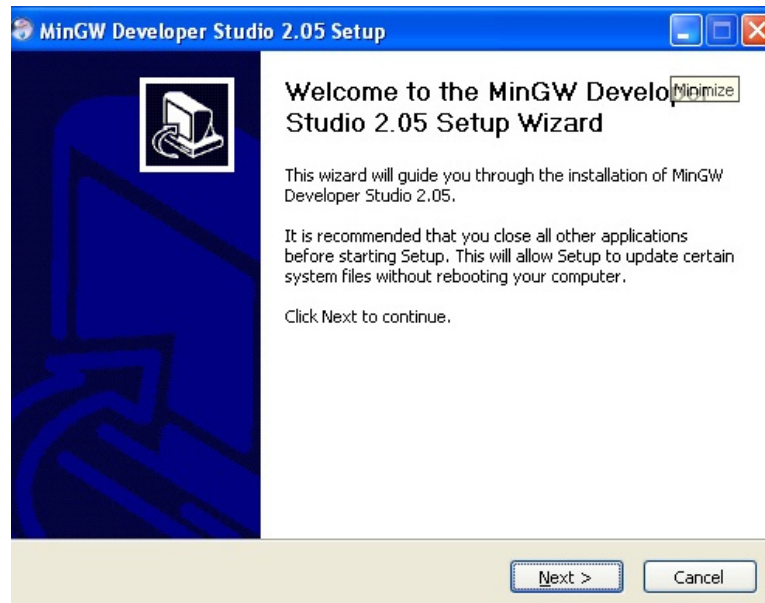 MinGW Developer Studio 2.05 Setup
Minimize
Welcome to the MinGW Developer
Studio 2.05 Setup Wizard
This wizard will guide you through the installation of MinGW
Developer Studio 2.05.
It is recommended that you close all other applications
before starting Setup. This will allow Setup to update certain
system files without rebooting your computer.
Click Next to continue.
Next >
Cancel